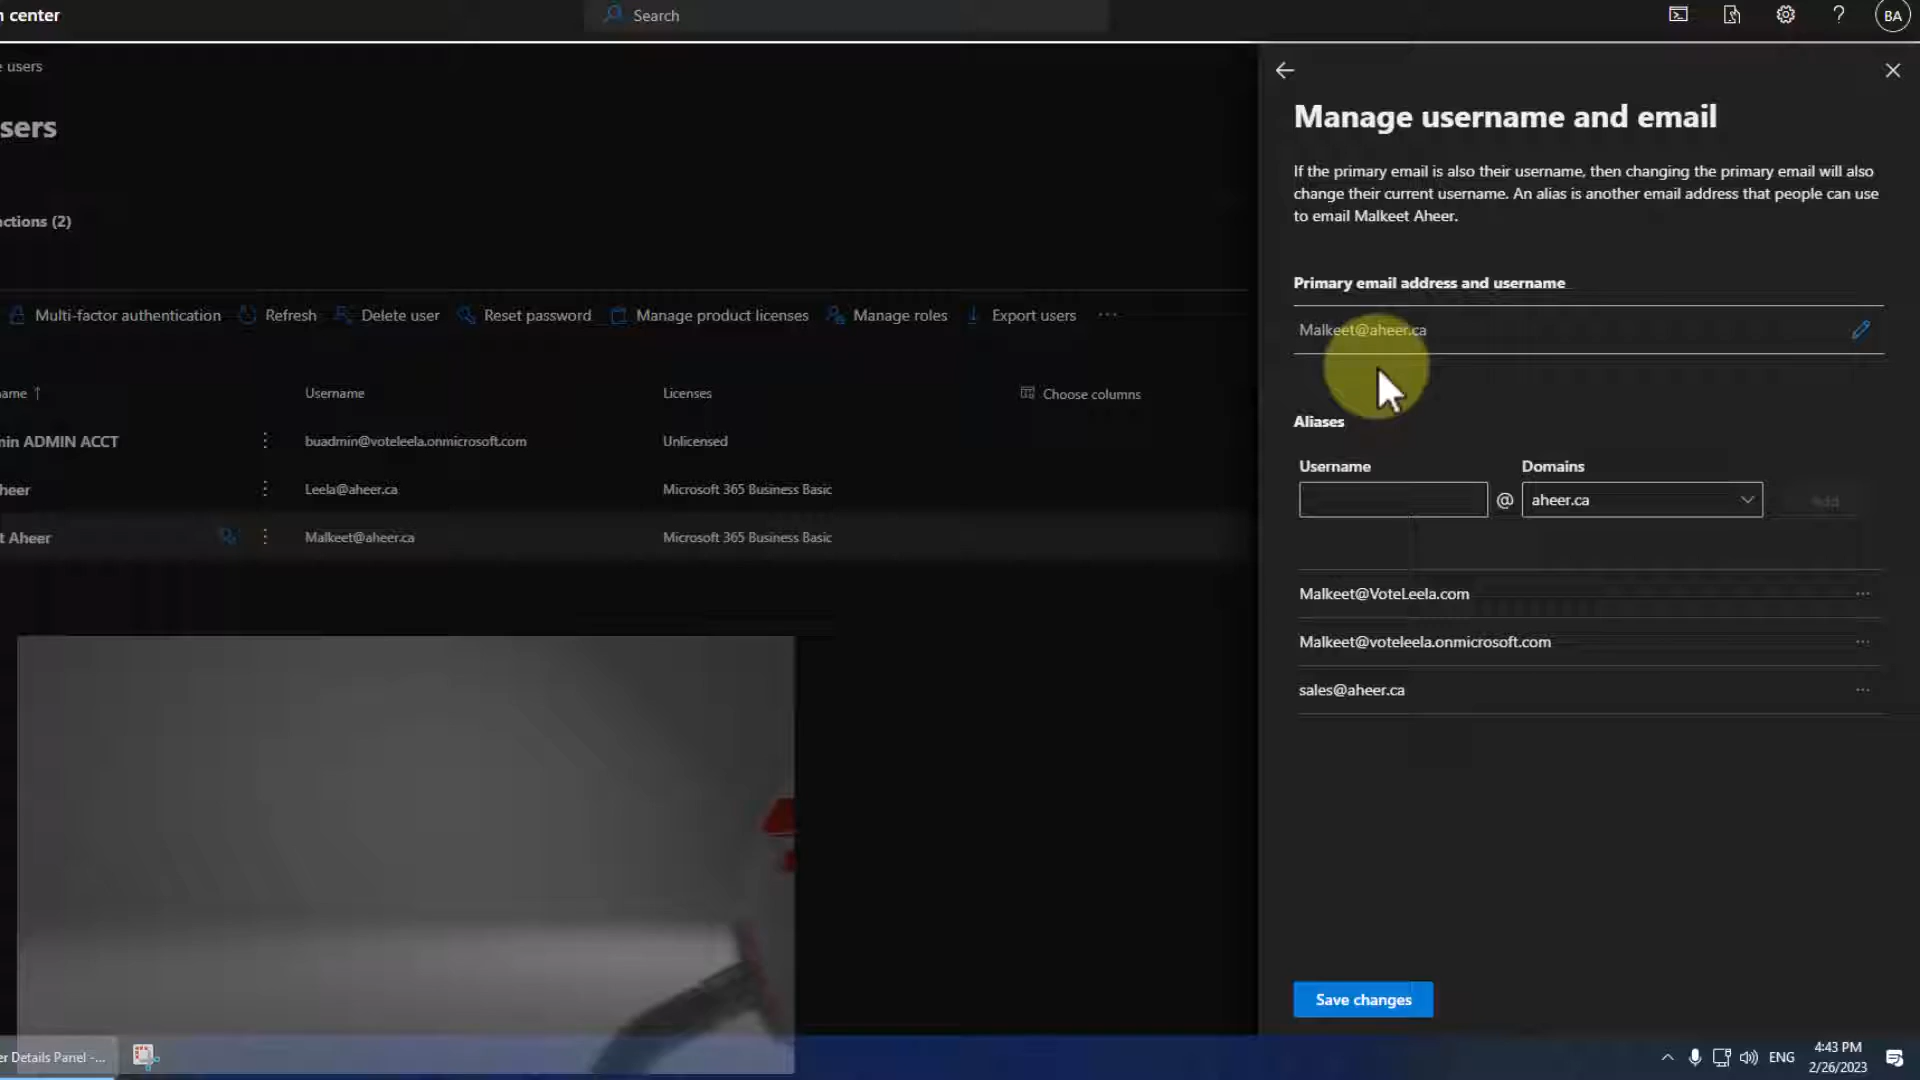 n center
Search
BA
e users
sers
ctions (2)
Multi-factor authentication
Refresh
Delete user
Reset password
Manage product licenses
Manage roles
Export users
ame ↑
Username
Licenses
Choose columns
min ADMIN ACCT
buadmin@voteleela.onmicrosoft.com
Unlicensed
heer
Leela@aheer.ca
Microsoft 365 Business Basic
t Aheer
Malkeet@aheer.ca
Microsoft 365 Business Basic
Manage username and email
If the primary email is also their username, then changing the primary email will also
change their current username. An alias is another email address that people can use
to email Malkeet Aheer.
Primary email address and username
Malkeet@aheer.ca
Aliases
Username
Domains
@
aheer.ca
Add
Malkeet@VoteLeela.com
Malkeet@voteleela.onmicrosoft.com
sales@aheer.ca
Save changes
er Details Panel -...
ENG
4:43 PM
2/26/2023